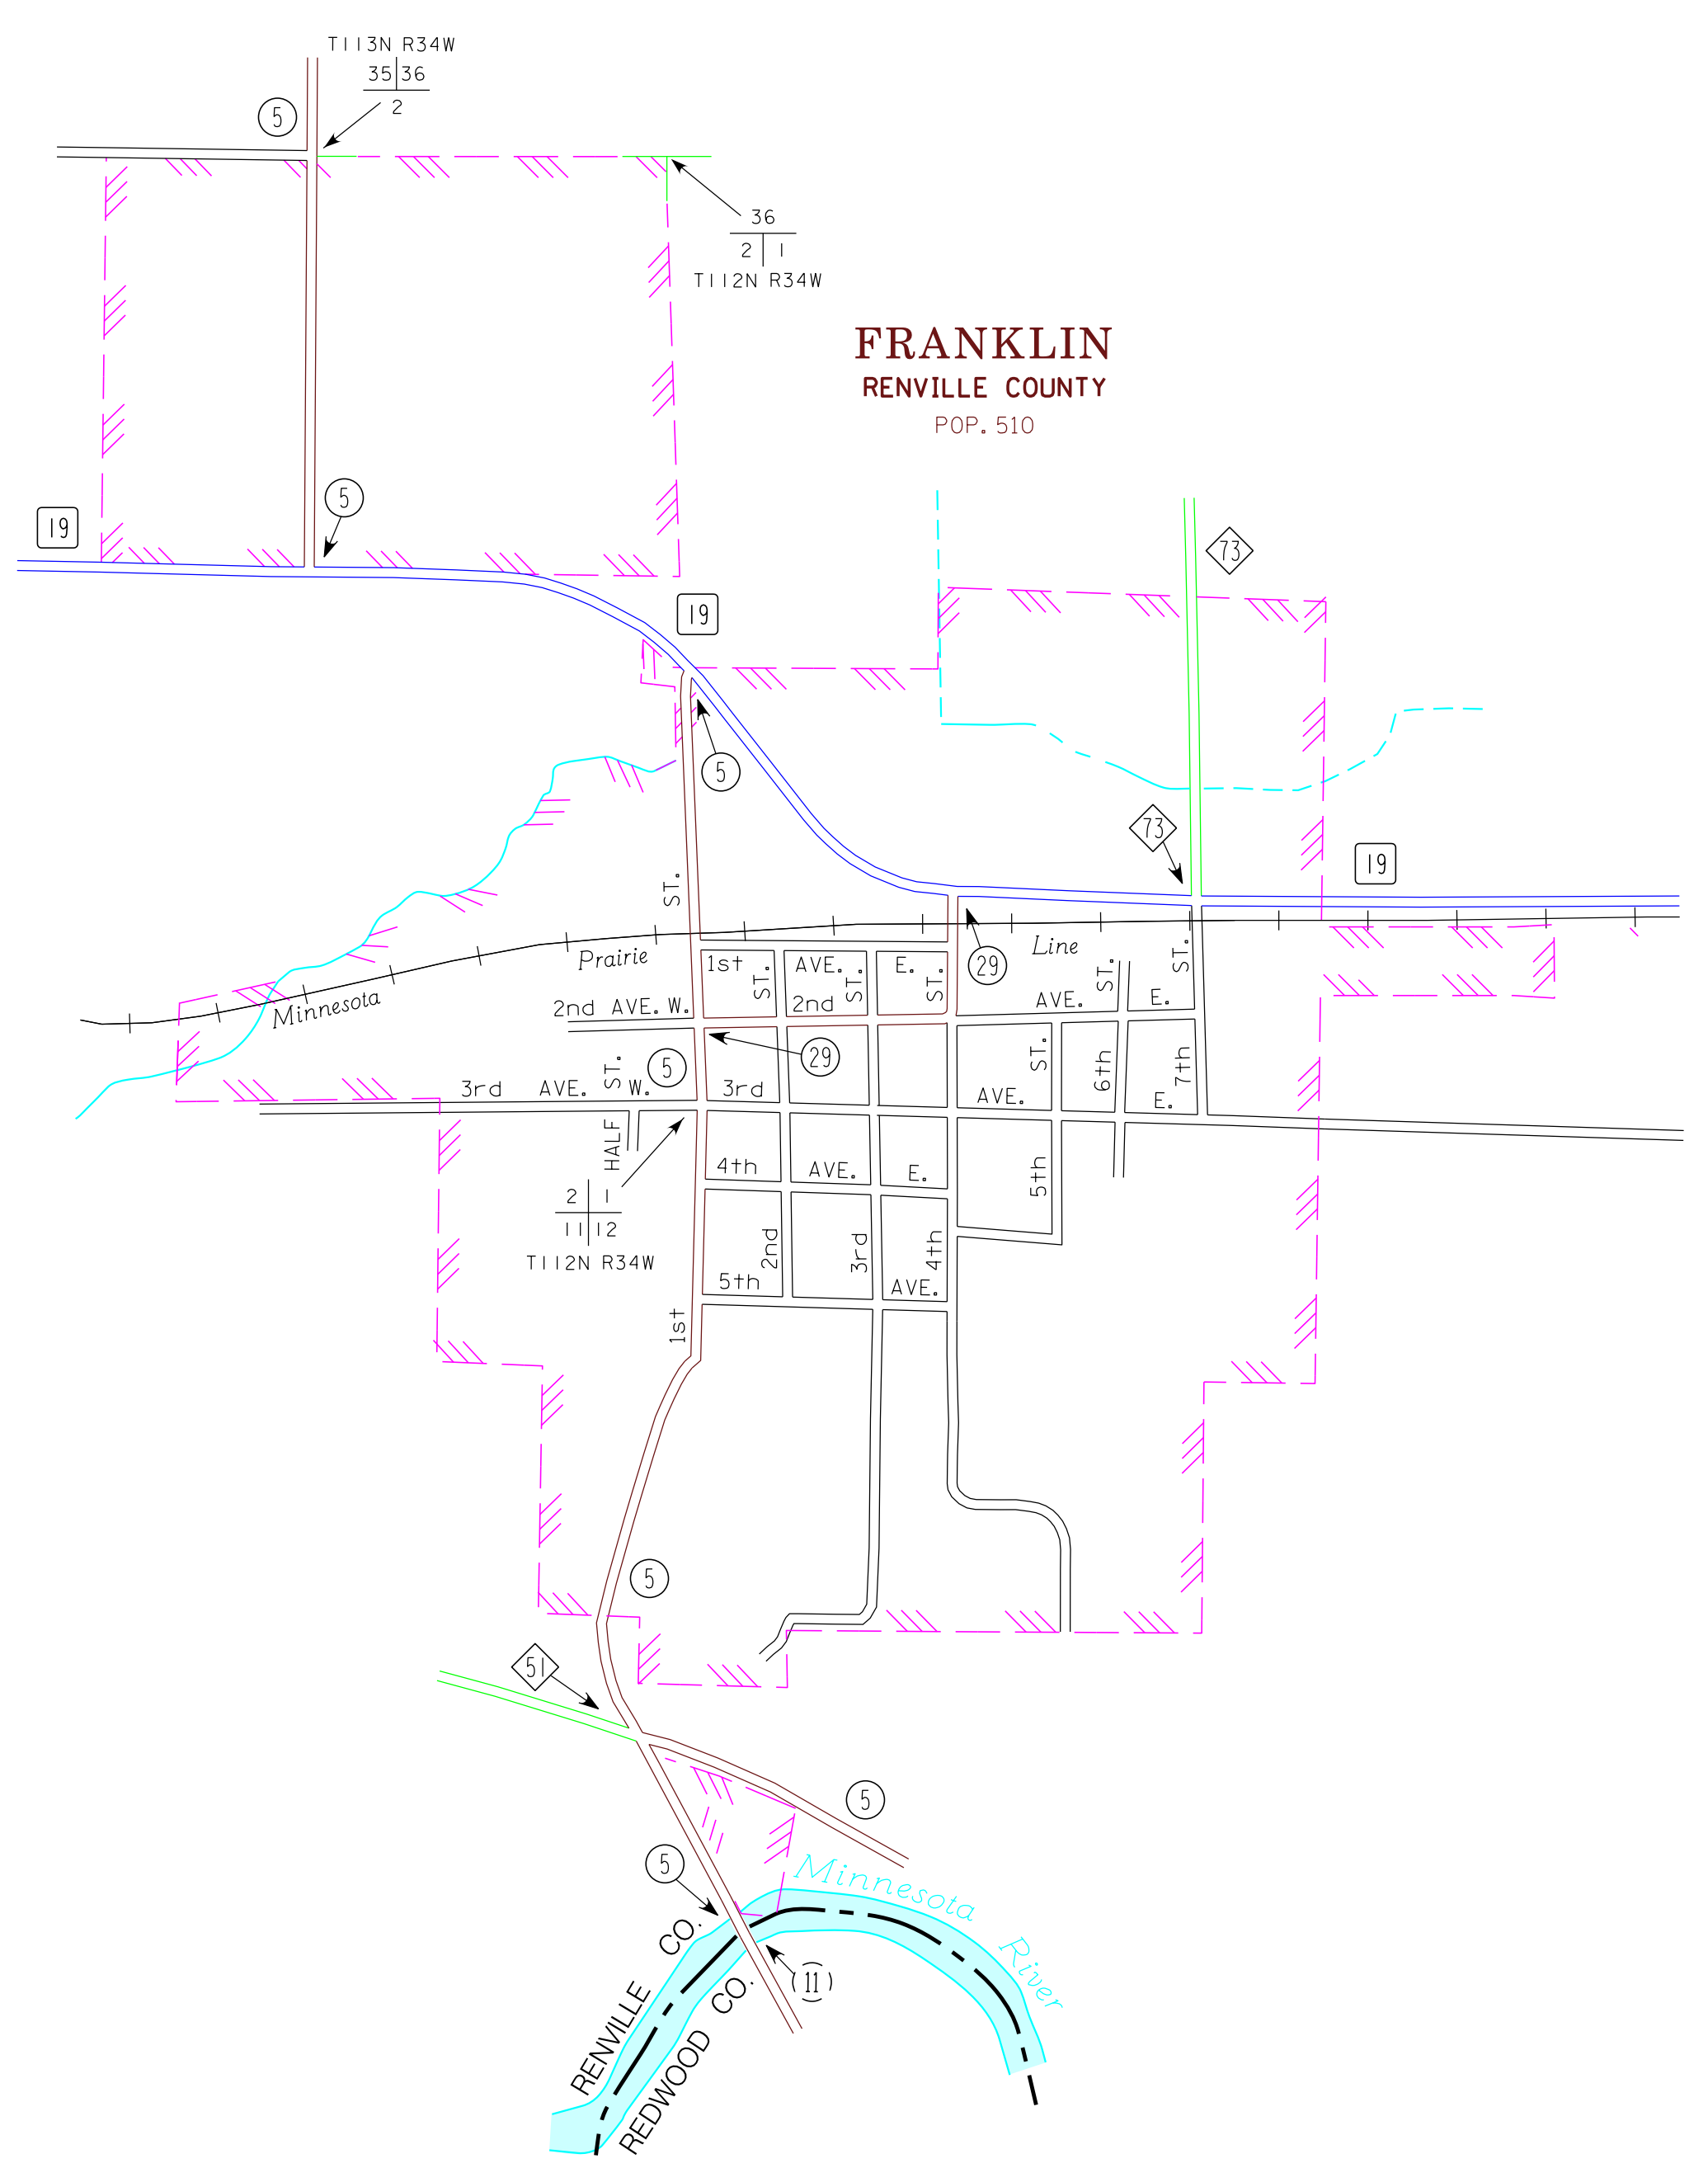 T113N R34W
35 36
2
5
36
2 1
T112N R34W
FRANKLIN
RENVILLE COUNTY
POP. 510
5
19
73
19
5
73
19
ST.
Minnesota Prairie Line
29
1st AVE. E.
ST. ST. ST. ST. ST.
2nd AVE. W. 2nd AVE. E.
5
29
ST.
6th
7th
3rd AVE. W. 3rd AVE. E.
HALF ST.
4th AVE. E.
5th
2 1
11 12
T112N R34W
2nd
3rd
4th
5th AVE.
1st
5
51
5
5
Minnesota River
11
RENVILLE CO.
REDWOOD CO.